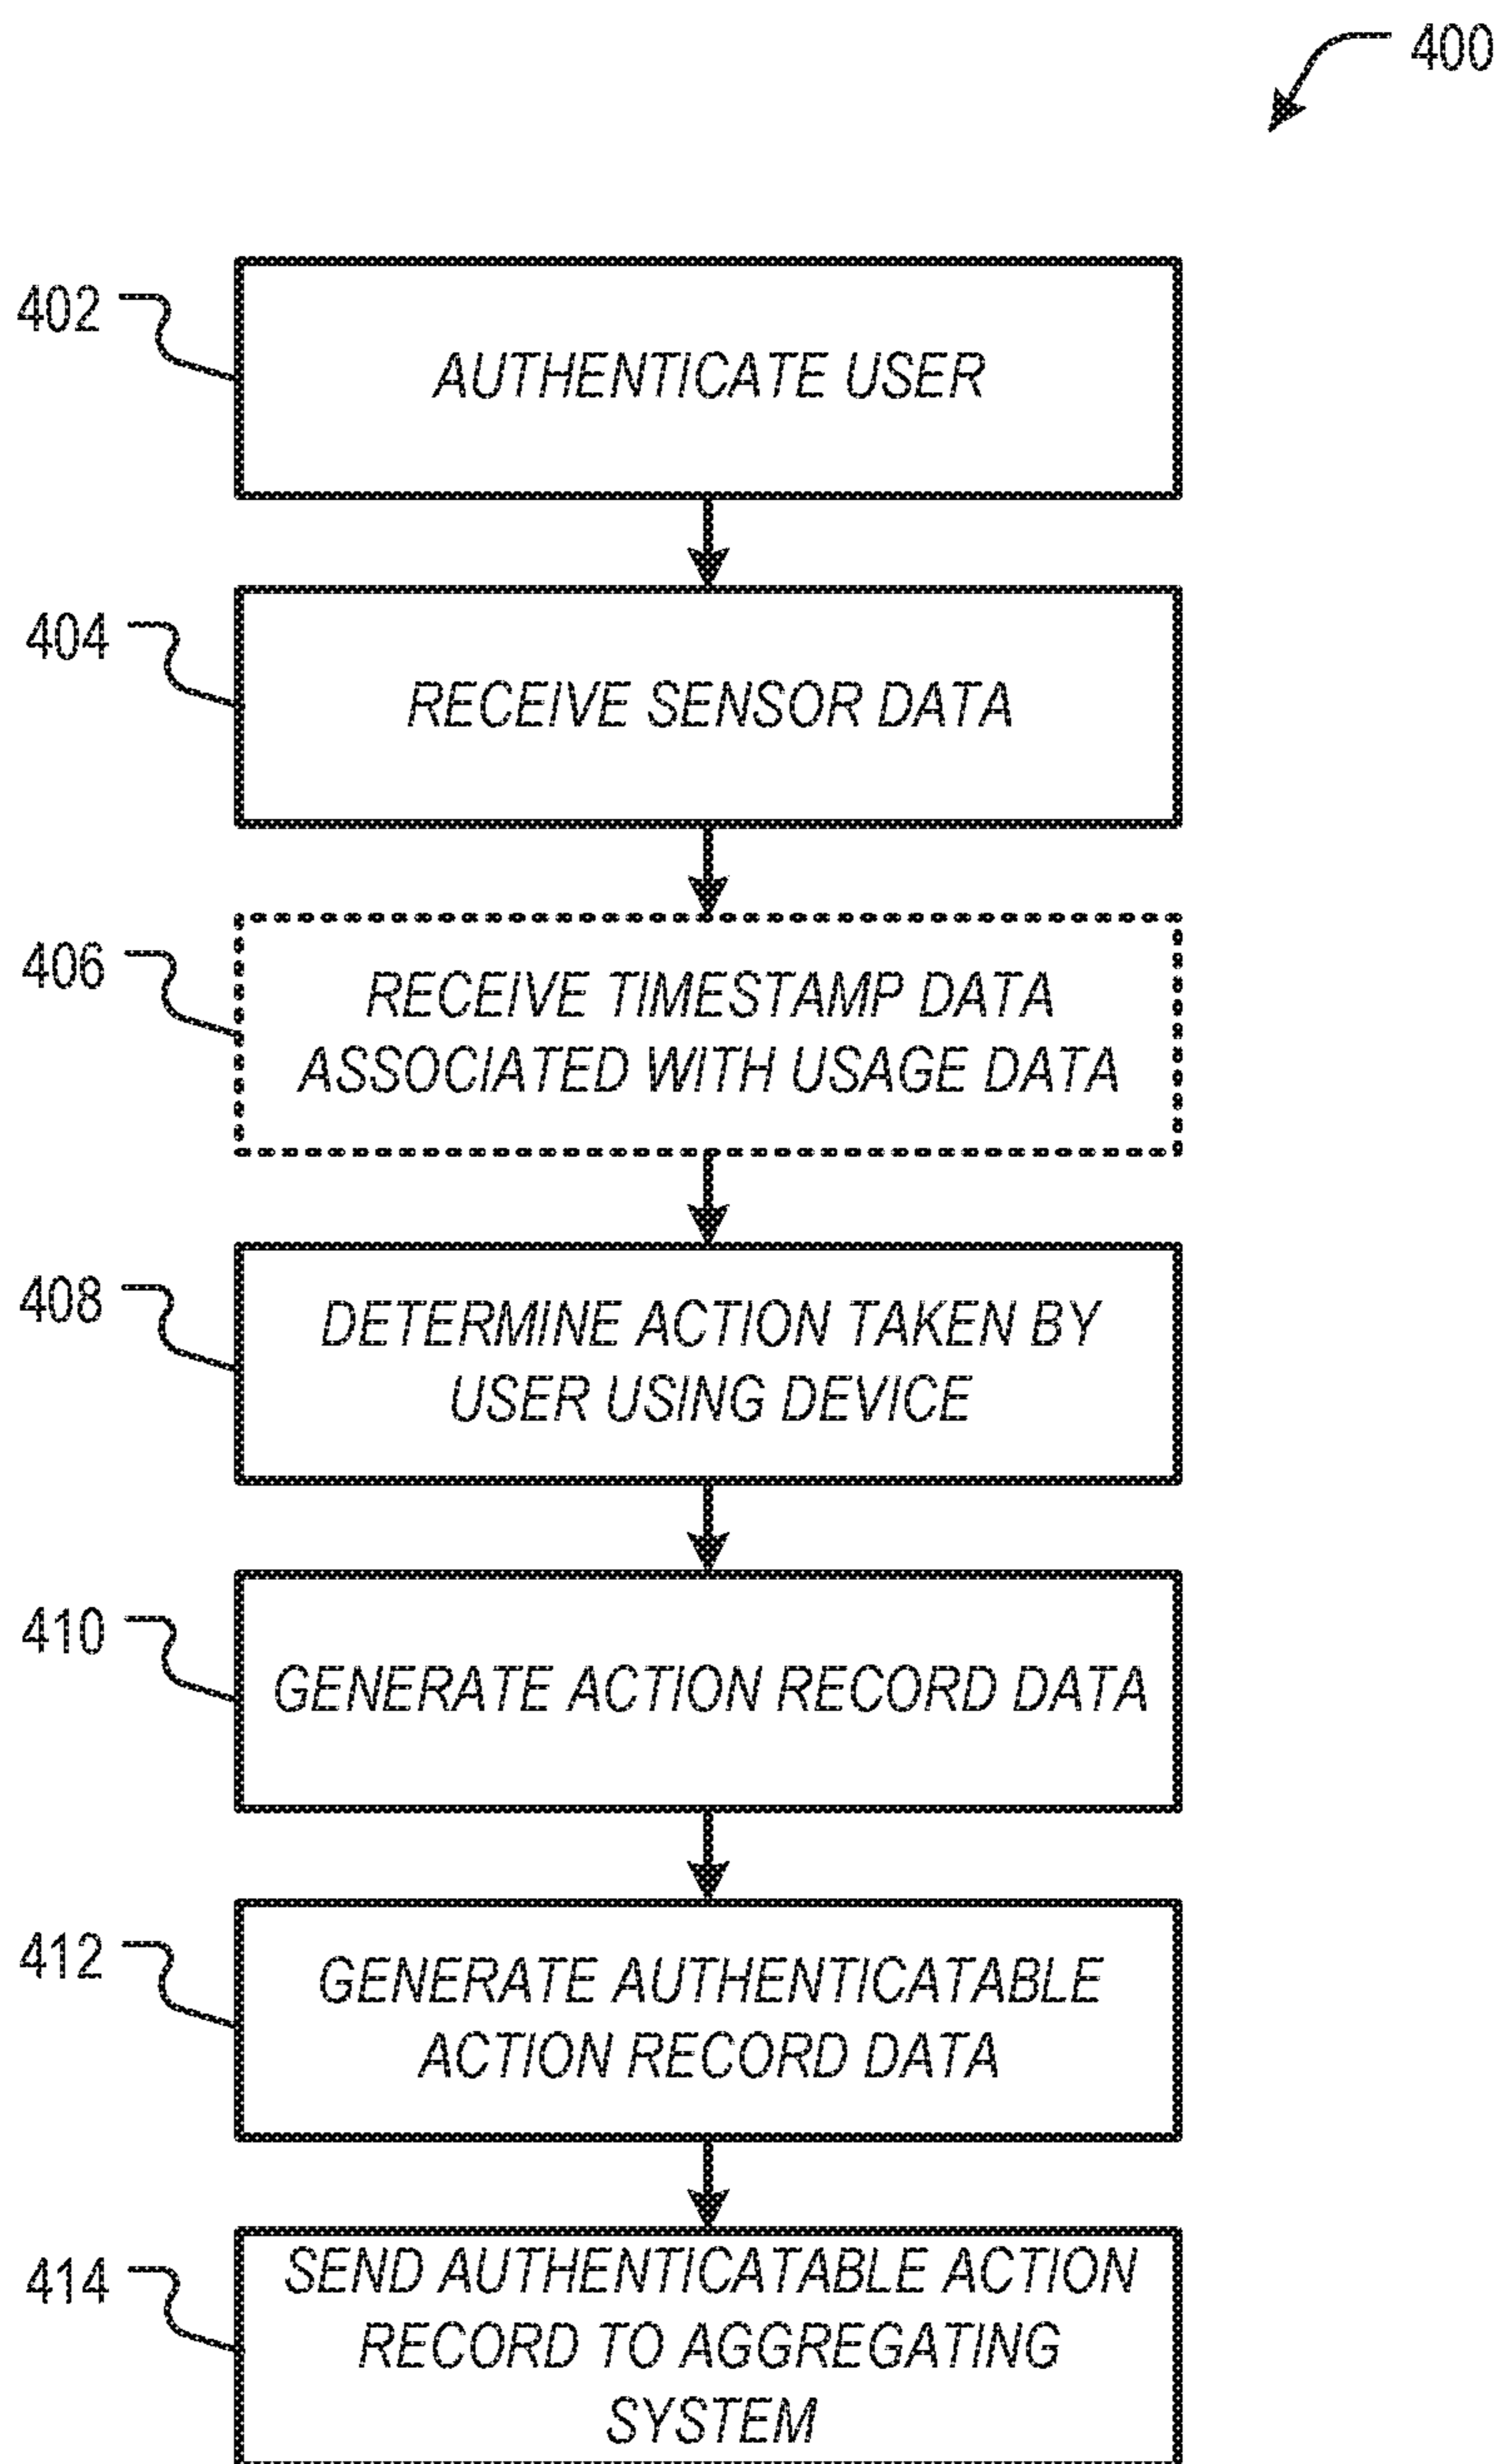 400
402
AUTHENTICATE USER
404
RECEIVE SENSOR DATA
406
RECEIVE TIMESTAMP DATA
ASSOCIATED WITH USAGE DATA
408
DETERMINE ACTION TAKEN BY
USER USING DEVICE
410
GENERATE ACTION RECORD DATA
412
GENERATE AUTHENTICATABLE
ACTION RECORD DATA
414
SEND AUTHENTICATABLE ACTION
RECORD TO AGGREGATING
SYSTEM